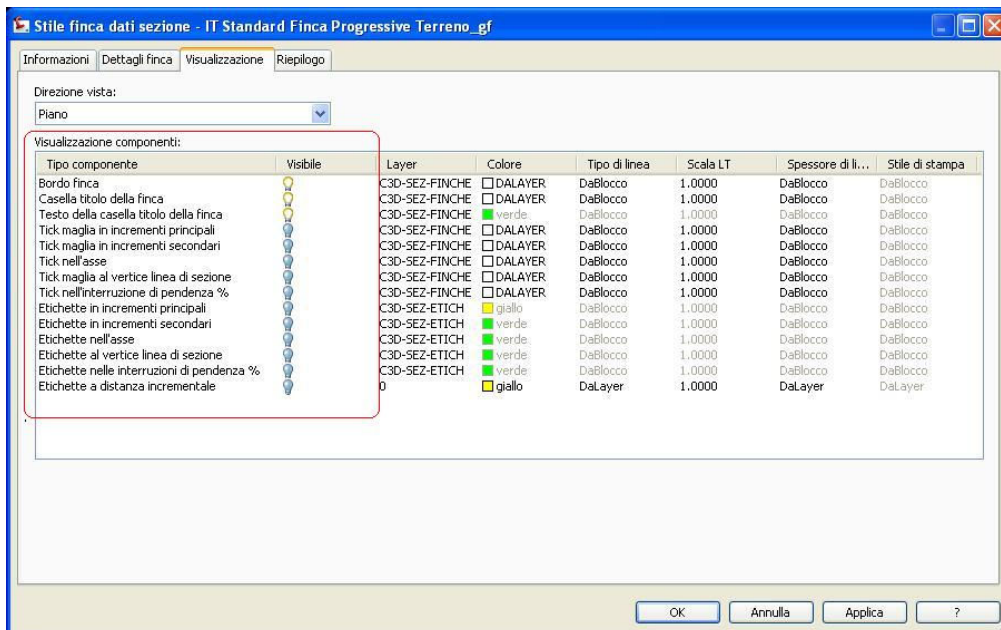 Stile finca dati sezione - IT Standard Finca Progressive Terreno_gf
Informazioni Dettagli finca Visualizzazione Riepilogo
Direzione vista:
Piano
Visualizzazione componenti:
Tipo componente Visibile Layer Colore Tipo di linea Scala LT Spessore di li... Stile di stampa
Bordo finca C3D-SEZ-FINCHE DALAYER DaBlocco 1.0000 DaBlocco DaBlocco
Casella titolo della finca C3D-SEZ-FINCHE DALAYER DaBlocco 1.0000 DaBlocco DaBlocco
Testo della casella titolo della finca C3D-SEZ-FINCHE verde DaBlocco 1.0000 DaBlocco DaBlocco
Tick maglia in incrementi principali C3D-SEZ-FINCHE DALAYER DaBlocco 1.0000 DaBlocco DaBlocco
Tick maglia in incrementi secondari C3D-SEZ-FINCHE DALAYER DaBlocco 1.0000 DaBlocco DaBlocco
Tick nell'asse C3D-SEZ-FINCHE DALAYER DaBlocco 1.0000 DaBlocco DaBlocco
Tick maglia al vertice linea di sezione C3D-SEZ-FINCHE DALAYER DaBlocco 1.0000 DaBlocco DaBlocco
Tick nell'interruzione di pendenza % C3D-SEZ-FINCHE DALAYER DaBlocco 1.0000 DaBlocco DaBlocco
Etichette in incrementi principali C3D-SEZ-ETICH giallo DaBlocco 1.0000 DaBlocco DaBlocco
Etichette in incrementi secondari C3D-SEZ-ETICH verde DaBlocco 1.0000 DaBlocco DaBlocco
Etichette nell'asse C3D-SEZ-ETICH verde DaBlocco 1.0000 DaBlocco DaBlocco
Etichette al vertice linea di sezione C3D-SEZ-ETICH verde DaBlocco 1.0000 DaBlocco DaBlocco
Etichette nelle interruzioni di pendenza % C3D-SEZ-ETICH verde DaBlocco 1.0000 DaBlocco DaBlocco
Etichette a distanza incrementale 0 giallo DaLayer 1.0000 DaLayer DaLayer
OK Annulla Applica ?